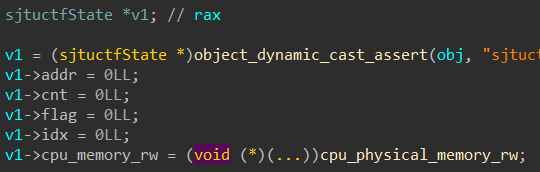 sjtuctfState *v1; // rax
v1 = (sjtuctfState *)object_dynamic_cast_assert(obj, "sjtuct
v1->addr = 0LL;
v1->cnt = 0LL;
v1->flag = 0LL;
v1->idx = 0LL;
v1->cpu_memory_rw = (void (*)(...))cpu_physical_memory_rw;